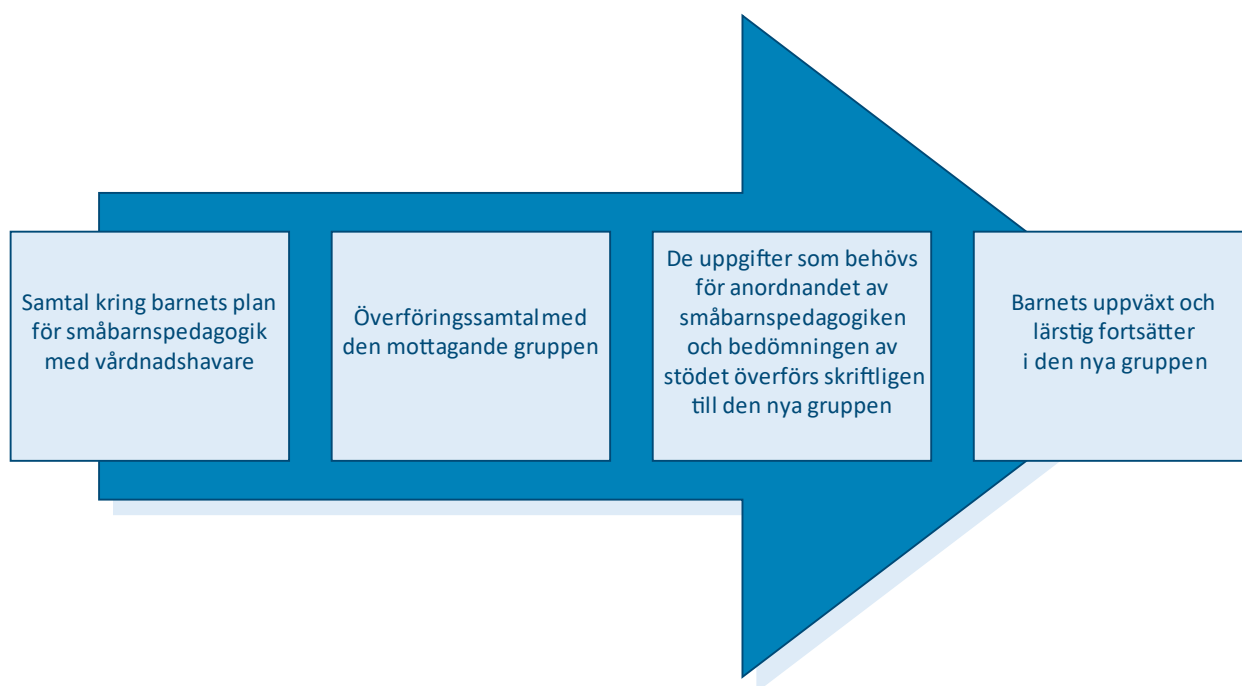 Samtal kring barnets plan
för småbarnspedagogik
med vårdnadshavare
Överföringssamtal med
den mottagande gruppen
De uppgifter som behövs
för anordnandet av
småbarnspedagogiken
och bedömningen av
stödet överförs skriftligen
till den nya gruppen
Barnets uppväxt och
lärstig fortsätter
i den nya gruppen